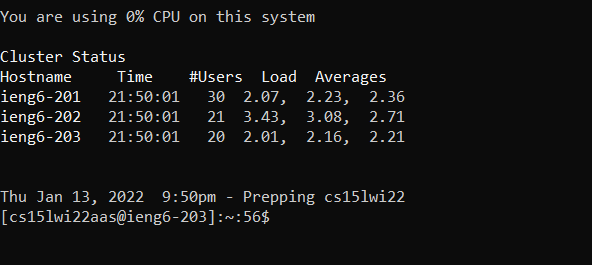 You are using 0% CPU on this system
Cluster Status
Hostname     Time    #Users  Load  Averages
ieng6-201   21:50:01   30  2.07,  2.23,  2.36
ieng6-202   21:50:01   21  3.43,  3.08,  2.71
ieng6-203   21:50:01   20  2.01,  2.16,  2.21
Thu Jan 13, 2022  9:50pm - Prepping cs15lwi22
[cs15lwi22aas@ieng6-203]:~:56$